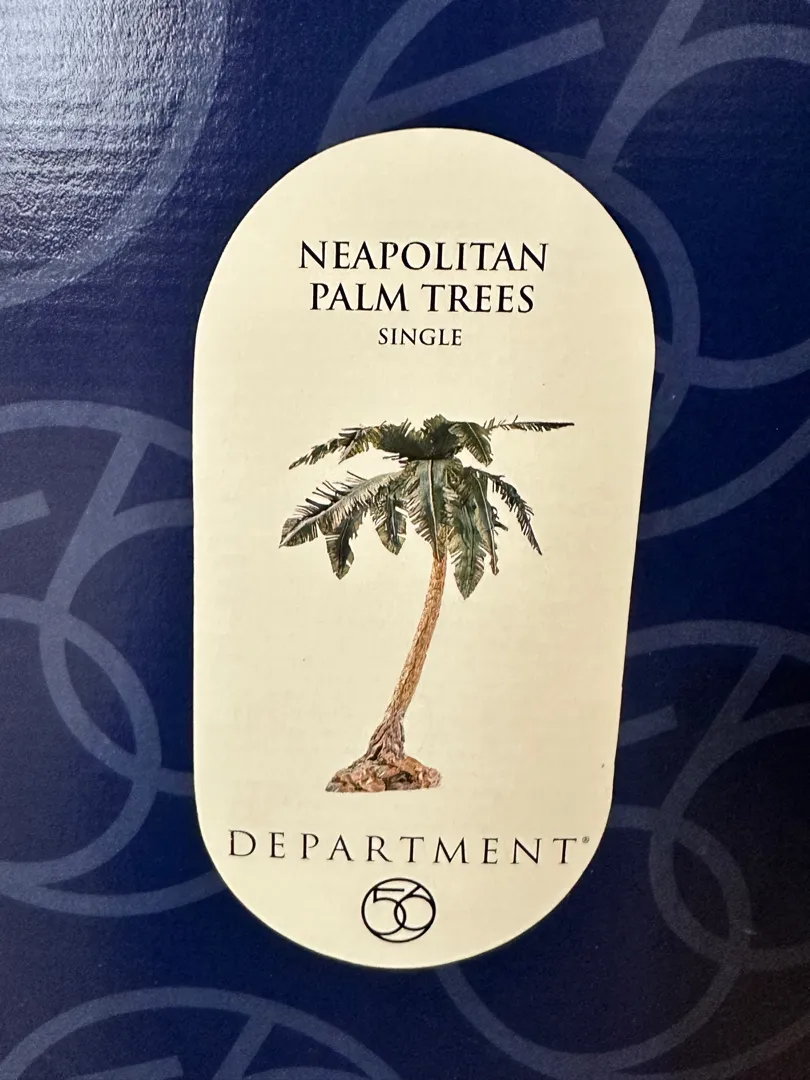 NEAPOLITAN
PALM TREES
SINGLE
DEPARTMENT®
56